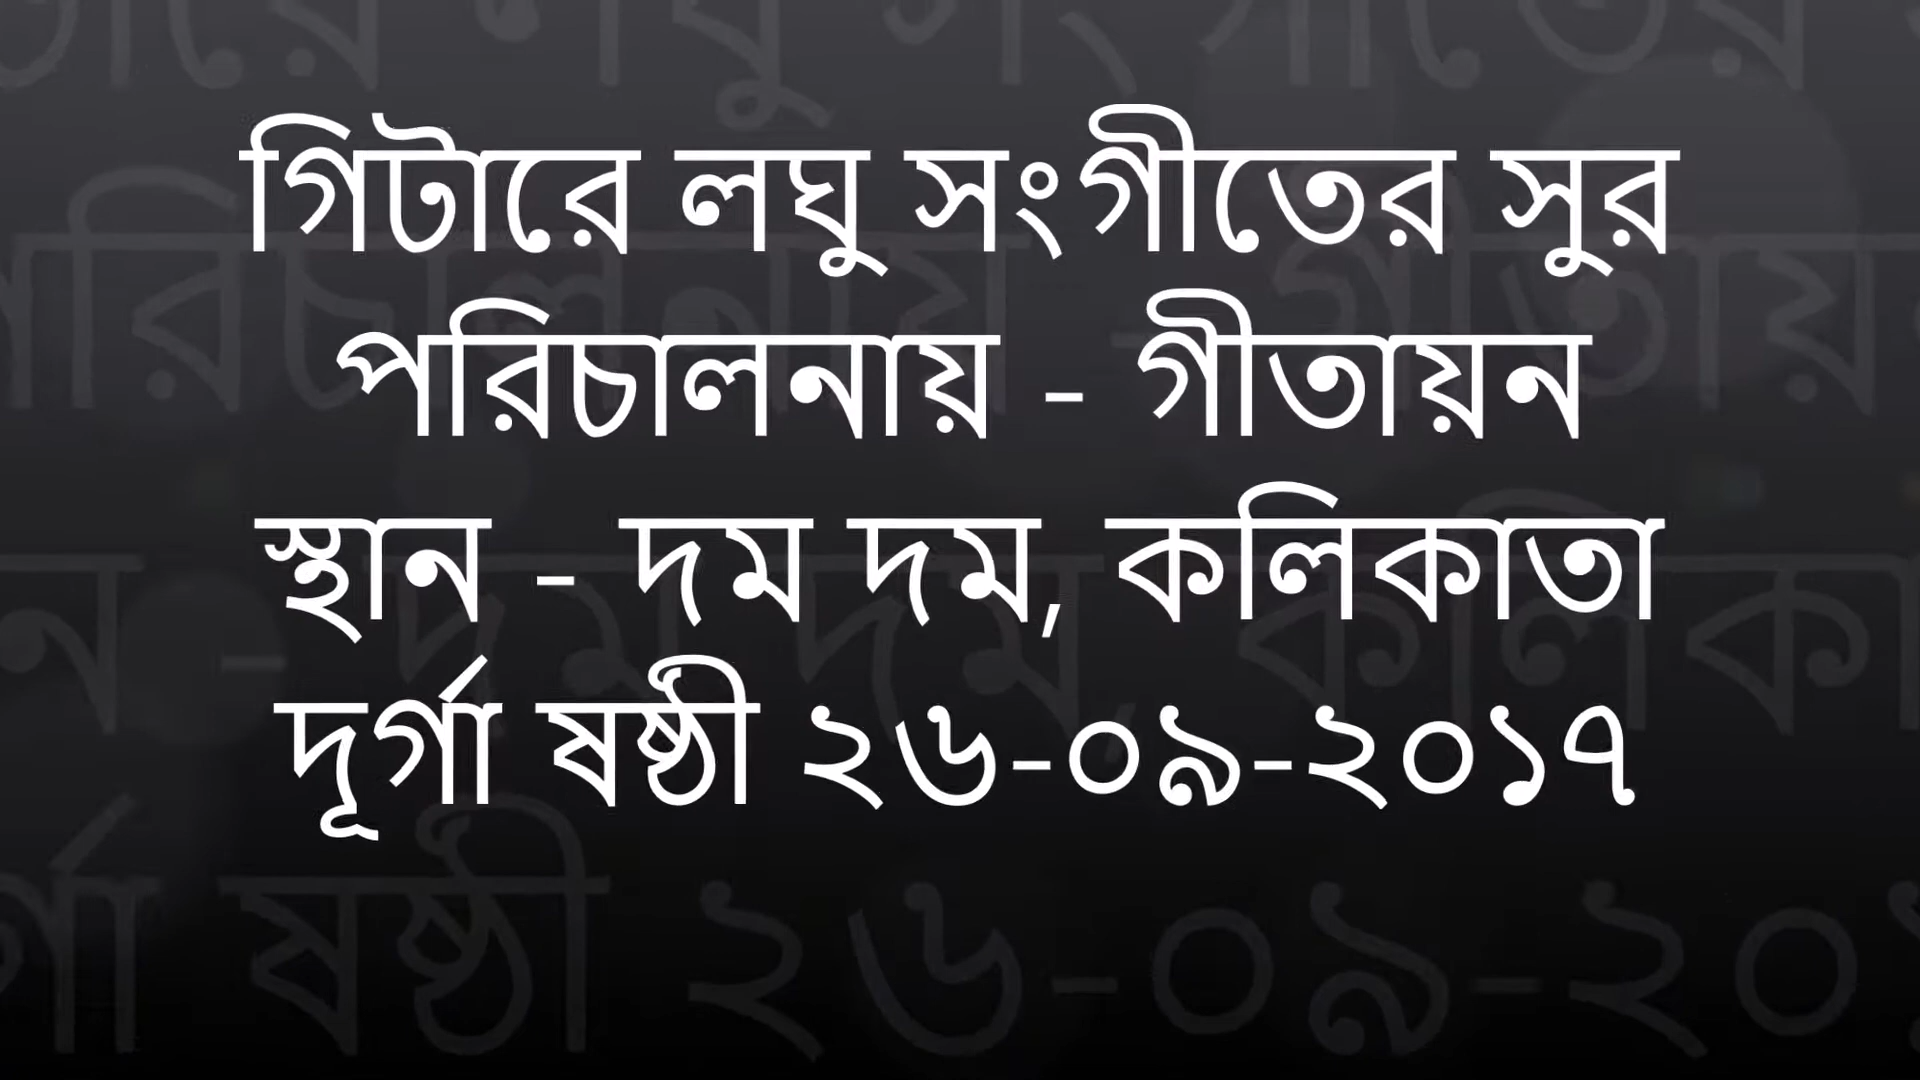 গিটারে লঘু সংগীতের সুর
পরিচালনায় - গীতায়ন
স্থান - দম দম, কলিকাতা
দূর্গা ষষ্ঠী ২৬-০৯-২০১৭